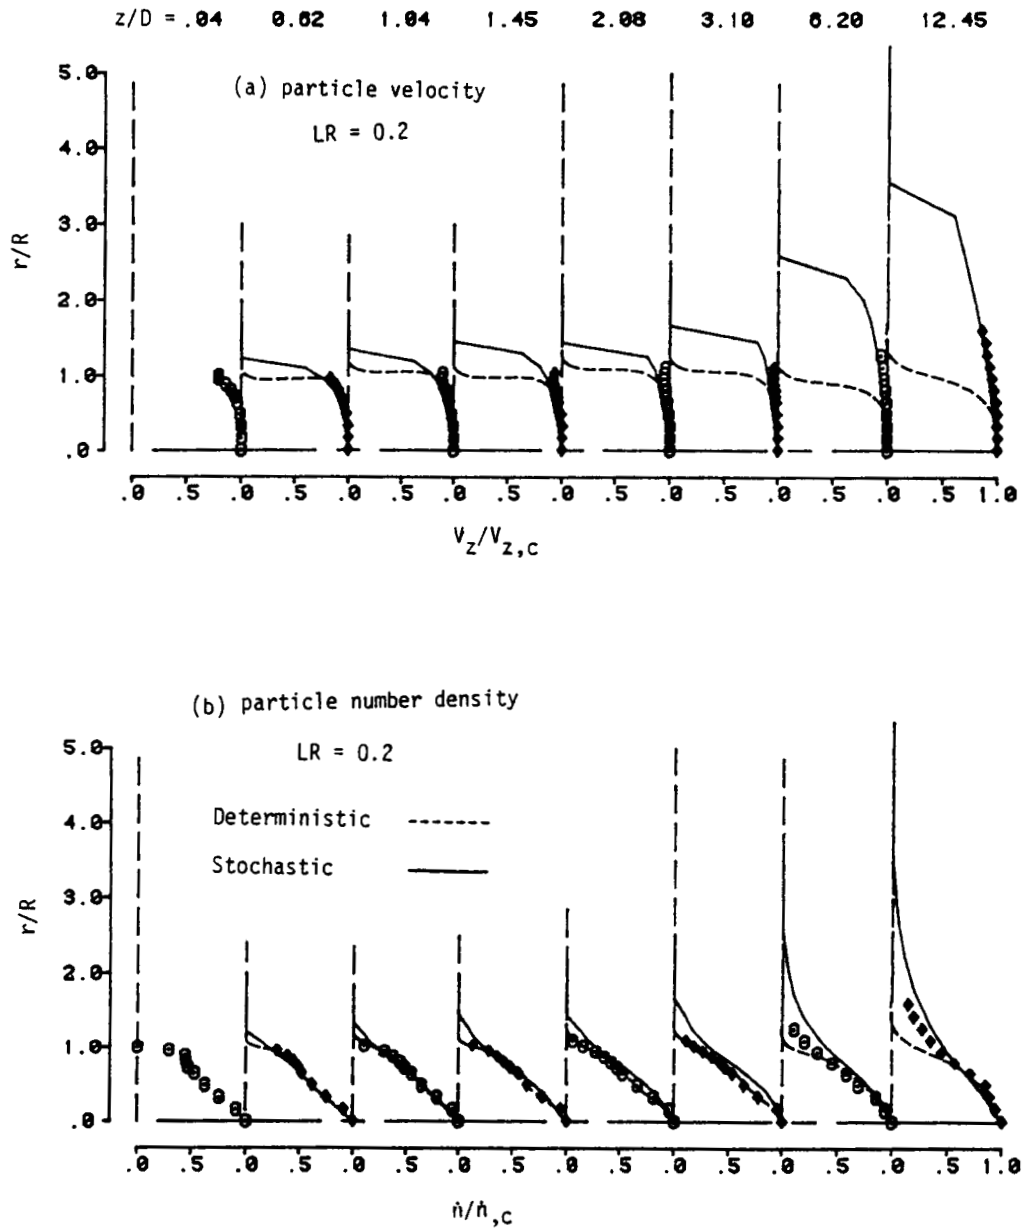 z/D = .04 0.62 1.04 1.45 2.08 3.10 6.20 12.45
(a) particle velocity
LR = 0.2
5.0
4.0
3.0
2.0
1.0
.0
r/R
.0 .5 .0 .5 .0 .5 .0 .5 .0 .5 .0 .5 .0 .5 .0 .5 1.0
V_z/V_z,c
(b) particle number density
LR = 0.2
Deterministic
Stochastic
5.0
4.0
3.0
2.0
1.0
.0
r/R
.0 .5 .0 .5 .0 .5 .0 .5 .0 .5 .0 .5 .0 .5 .0 .5 1.0
ṅ/ṅ,c